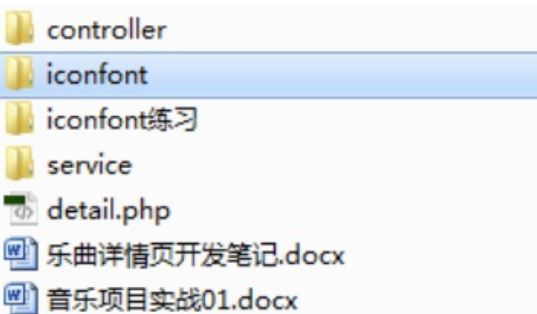 controller
iconfont
iconfont练习
service
detail.php
乐曲详情页开发笔记.docx
音乐项目实战01.docx